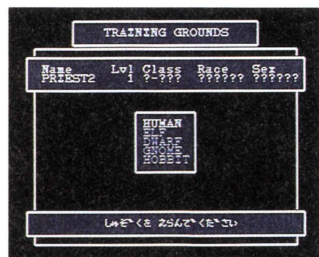 TRAINING GROUNDS
Name Lvl Class Race Sex
PRIEST2 1 ?-??? ?????? ??????
HUMAN
ELF
DWARF
GNOME
HOBBIT
しゅぞくを えらんでください